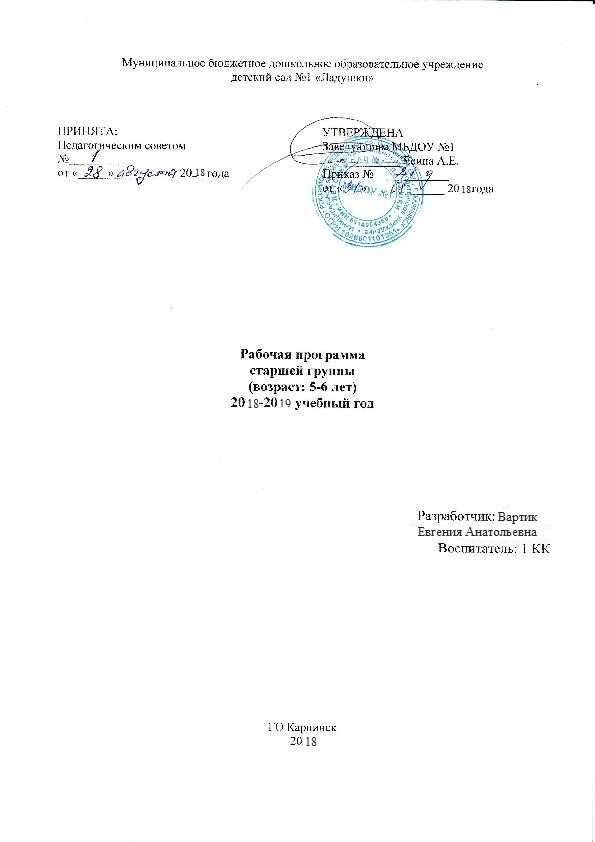 Муниципальное бюджетное дошкольное образовательное учреждение
детский сад №1 «Ладушки»
ПРИНЯТА:
Педагогическим советом
№ 1
от « 28 » августа 2018 года
УТВЕРЖДЕНА
Заведующим МБДОУ №1
А.Е.
Приказ №
от « 2018 года
Рабочая программа
старшей группы
(возраст: 5-6 лет)
2018-2019 учебный год
Разработчик: Вартик
Евгения Анатольевна
Воспитатель: 1 КК
ГО Карпинск
2018